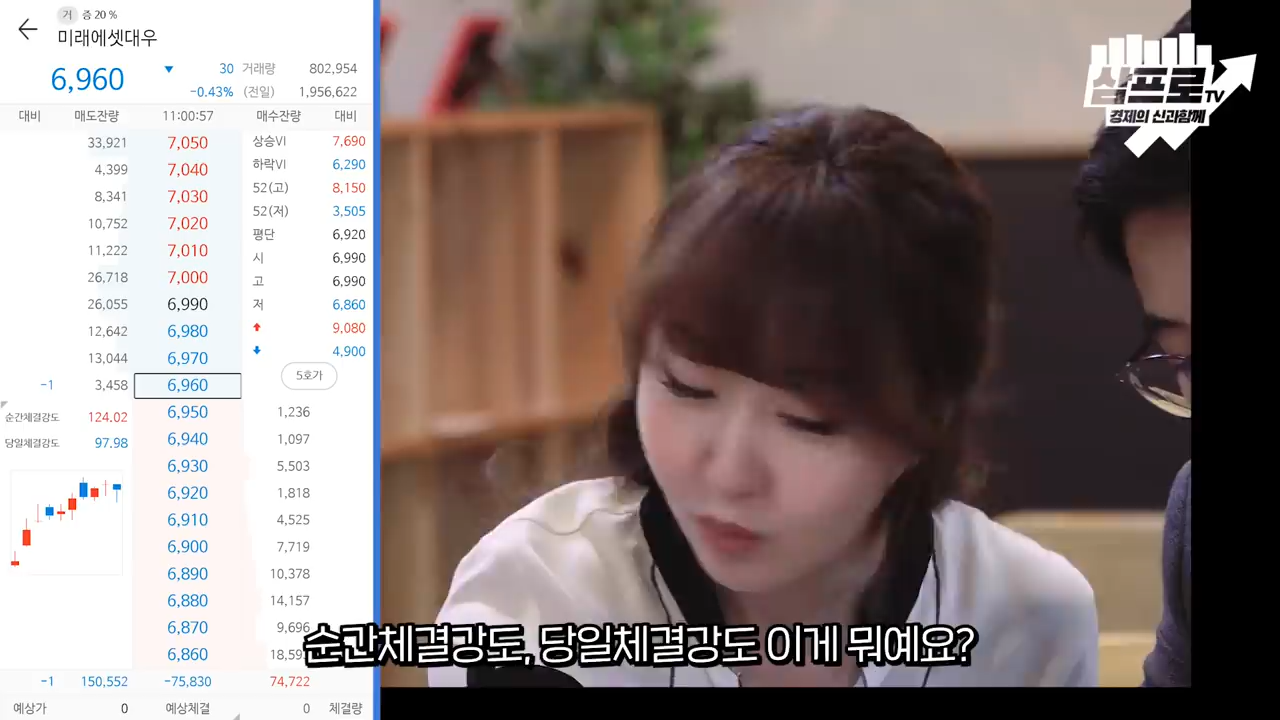 거 증 20 %
미래에셋대우
6,960 ▼ 30 거래량 802,954
-0.43% (전일) 1,956,622
대비 매도잔량 11:00:57 매수잔량 대비
33,921 7,050 상승VI 7,690
4,399 7,040 하락VI 6,290
8,341 7,030 52(고) 8,150
10,752 7,020 52(저) 3,505
11,222 7,010 평단 6,920
26,718 7,000 시 6,990
26,055 6,990 고 6,990
12,642 6,980 저 6,860
13,044 6,970 9,080
-1 3,458 6,960 4,900
5호가
순간체결강도 124.02 6,950 1,236
당일체결강도 97.98 6,940 1,097
6,930 5,503
6,920 1,818
6,910 4,525
6,900 7,719
6,890 10,378
6,880 14,157
6,870 9,696
6,860
-1 150,552 -75,830 74,722
예상가 0 예상체결 0 체결량
삼프로TV
경제의 신과함께
순간체결강도, 당일체결강도 이게 뭐예요?